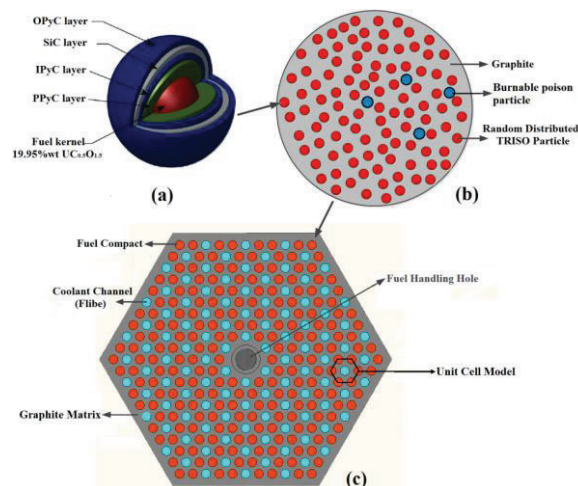 OPyC layer
SiC layer
IPyC layer
PPyC layer
Fuel kernel
19.95%wt UC₀.₅O₁.₅
(a)
Graphite
Burnable poison
particle
Random Distributed
TRISO Particle
(b)
Fuel Compact
Fuel Handling Hole
Coolant Channel
(Flibe)
Unit Cell Model
Graphite Matrix
(c)